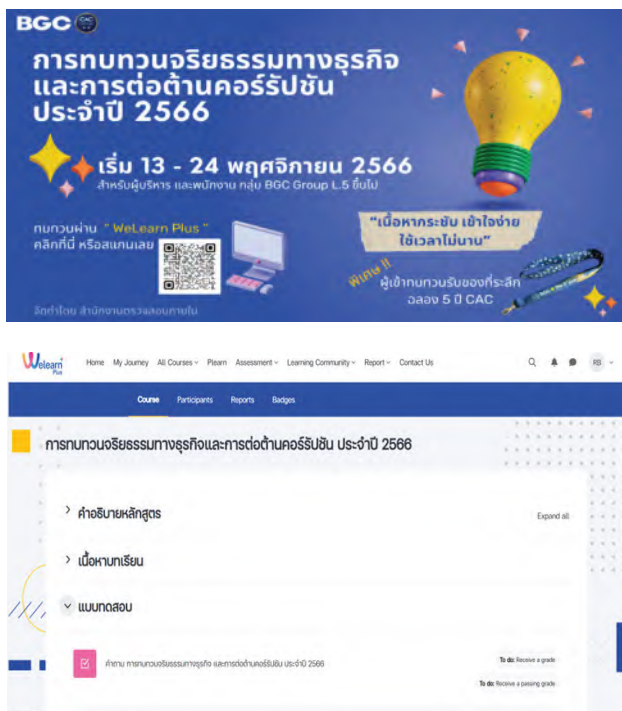 BGC CAC
การทบทวนจริยธรรมทางธุรกิจ
และการต่อต้านคอร์รัปชัน
ประจำปี 2566
เริ่ม 13 - 24 พฤศจิกายน 2566
สำหรับผู้บริหาร และพนักงาน กลุ่ม BGC Group L.5 ขึ้นไป
ทบทวนผ่าน " WeLearn Plus "
คลิกที่นี่ หรือสแกนเลย
"เนื้อหากระชับ เข้าใจง่าย
ใช้เวลาไม่นาน"
พิเศษ !!
ผู้เข้าทบทวนรับของที่ระลึก
ฉลอง 5 ปี CAC
จัดทำโดย สำนักงานตรวจสอบภายใน
Welearn Plus
Home My Journey All Courses Plearn Assessment Learning Community Report Contact Us RB
Course Participants Reports Badges
การทบทวนจริยธรรมทางธุรกิจและการต่อต้านคอร์รัปชัน ประจำปี 2566
คำอธิบายหลักสูตร Expand all
เนื้อหาบทเรียน
แบบทดสอบ
คำถาม การทบทวนจริยธรรมทางธุรกิจ และการต่อต้านคอร์รัปชัน ประจำปี 2566
To do: Receive a grade
To do: Receive a passing grade